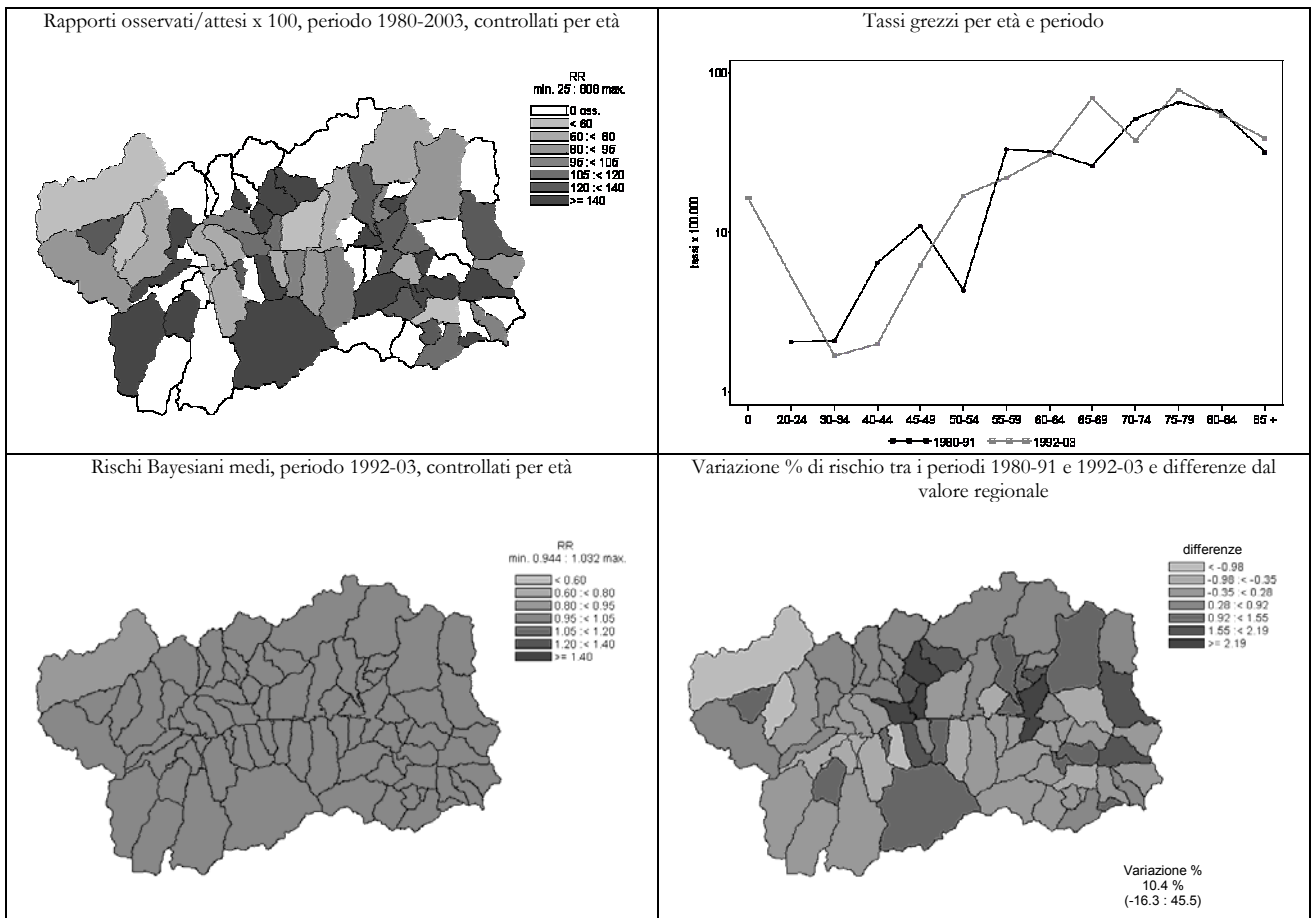 Rapporti osservati/attesi x 100, periodo 1980-2003, controllati per età
RR
min. 25 : 608 max.
0 oss.
< 60
60 :< 80
80 :< 95
95 :< 105
105 :< 120
120 :< 140
>= 140
Tassi grezzi per età e periodo
100
10
1
tassi x 100.000
0 20-24 30-34 40-44 45-49 50-54 55-59 60-64 65-69 70-74 75-79 80-84 85 +
1980-91 1992-03
Rischi Bayesiani medi, periodo 1992-03, controllati per età
RR
min. 0.944 : 1.032 max.
< 0.60
0.60 :< 0.80
0.80 :< 0.95
0.95 :< 1.05
1.05 :< 1.20
1.20 :< 1.40
>= 1.40
Variazione % di rischio tra i periodi 1980-91 e 1992-03 e differenze dal
valore regionale
differenze
< -0.98
-0.98 :< -0.35
-0.35 :< 0.28
0.28 :< 0.92
0.92 :< 1.55
1.55 :< 2.19
>= 2.19
Variazione %
10.4 %
(-16.3 : 45.5)